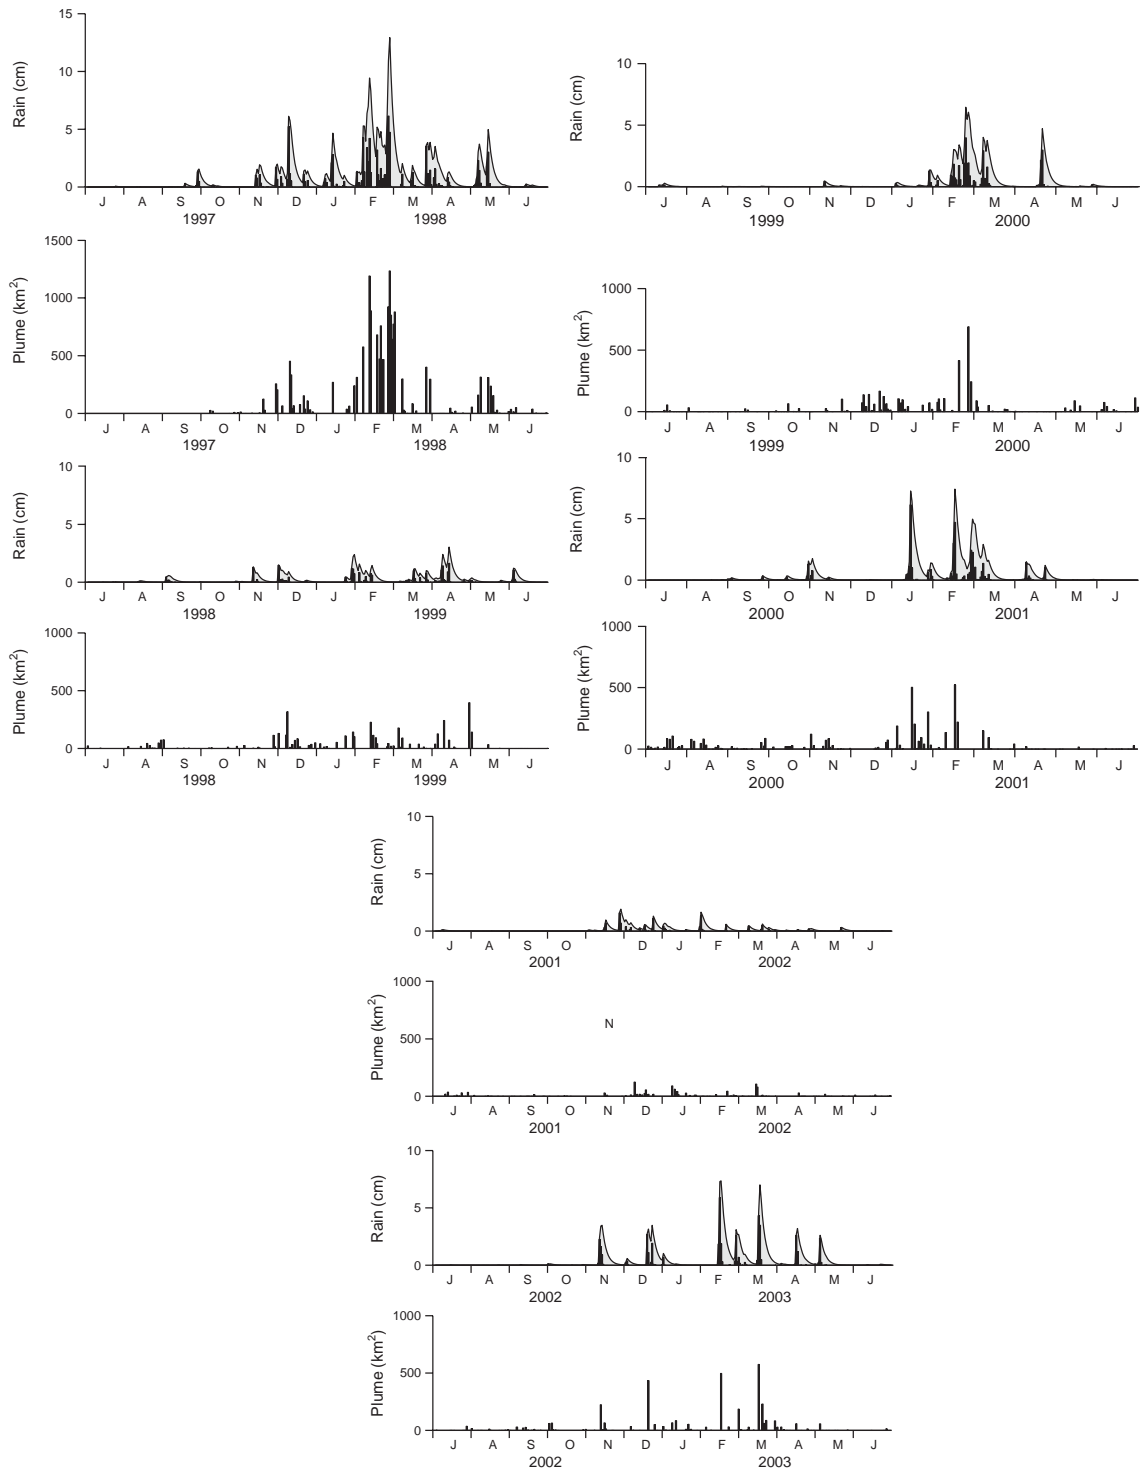 15
10
5
0
Rain (cm)
J A S O N D J F M A M J
1997 1998
10
5
0
Rain (cm)
J A S O N D J F M A M J
1999 2000
1500
1000
500
0
Plume (km2)
J A S O N D J F M A M J
1997 1998
1000
500
0
Plume (km2)
J A S O N D J F M A M J
1999 2000
10
5
0
Rain (cm)
J A S O N D J F M A M J
1998 1999
10
5
0
Rain (cm)
J A S O N D J F M A M J
2000 2001
1000
500
0
Plume (km2)
J A S O N D J F M A M J
1998 1999
1000
500
0
Plume (km2)
J A S O N D J F M A M J
2000 2001
10
5
0
Rain (cm)
J A S O D J F M A M J
2001 2002
1000
500
0
Plume (km2)
N
J A S O N D J F M A M J
2001 2002
10
5
0
Rain (cm)
J A S O N D J F M A M J
2002 2003
1000
500
0
Plume (km2)
J A S O N D J F M A M J
2002 2003